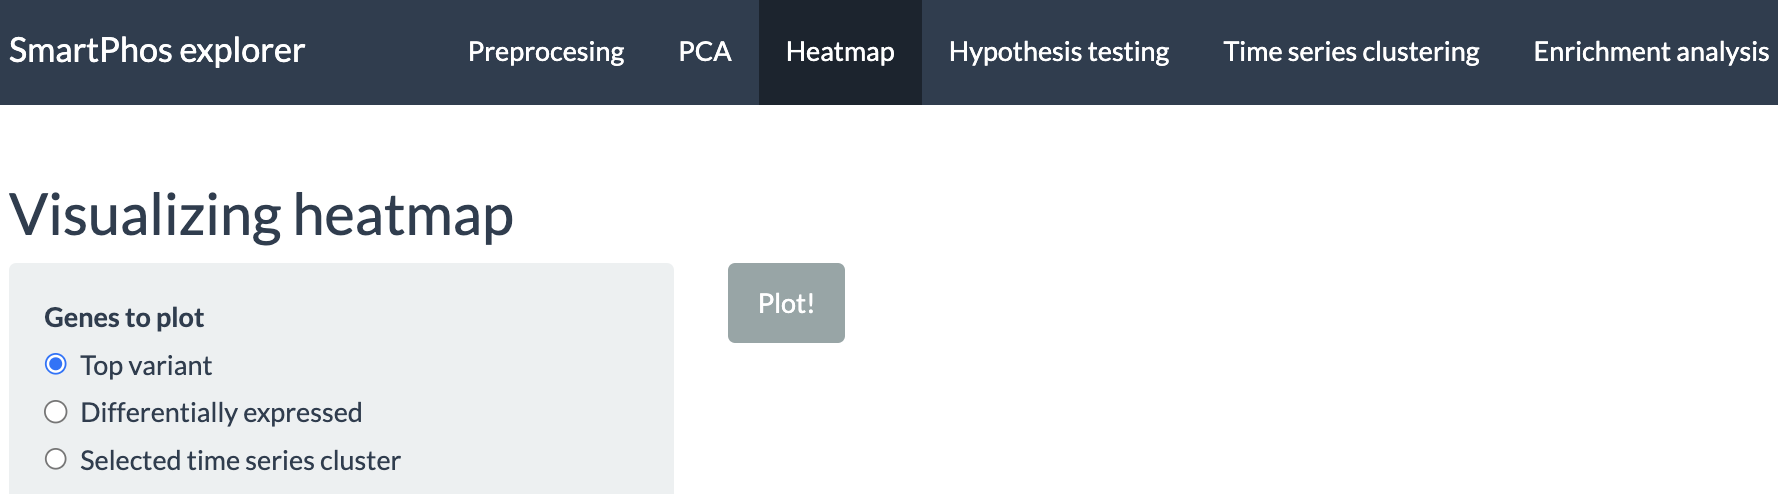 SmartPhos explorer
Preprocesing
PCA
Heatmap
Hypothesis testing
Time series clustering
Enrichment analysis
Visualizing heatmap
Genes to plot
Plot!
Top variant
Differentially expressed
Selected time series cluster